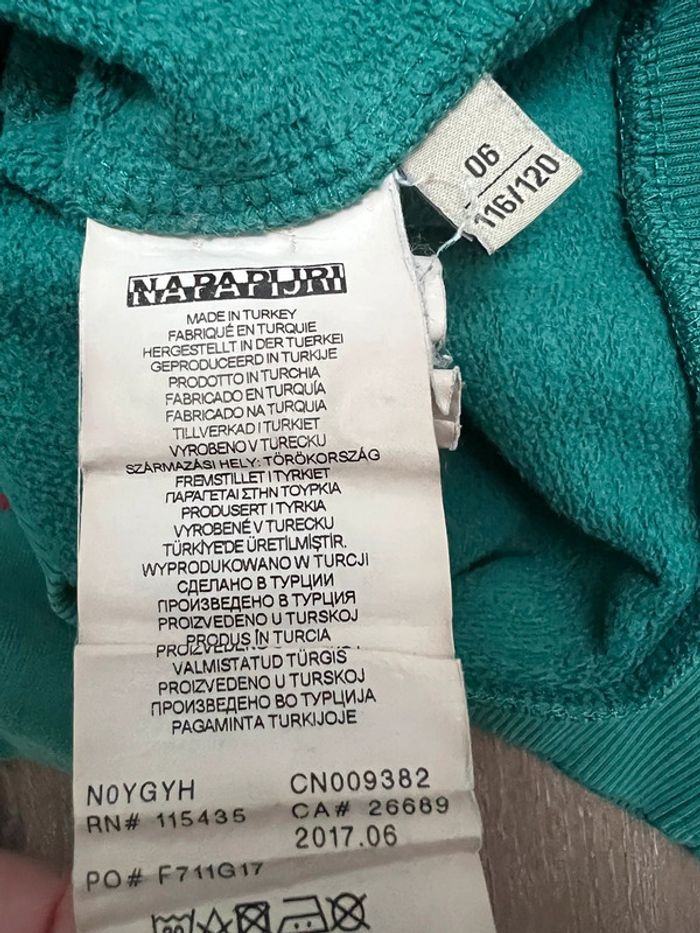 06
116/120
NAPAPIJRI
MADE IN TURKEY
FABRIQUÉ EN TURQUIE
HERGESTELLT IN DER TUERKEI
GEPRODUCEERD IN TURKIJE
PRODOTTO IN TURCHIA
FABRICADO EN TURQUÍA
FABRICADO NA TURQUIA
TILLVERKAD I TURKIET
VYROBENO V TURECKU
SZÁRMAZÁSI HELY: TÖRÖKORSZÁG
FREMSTILLET I TYRKIET
ΠΑΡΑΓΕΤΑΙ ΣΤΗΝ ΤΟΥΡΚΙΑ
PRODUSERT I TYRKIA
VYROBENÉ V TURECKU
TÜRKİYE'DE ÜRETİLMİŞTİR.
WYPRODUKOWANO W TURCJI
СДЕЛАНО В ТУРЦИИ
ПРОИЗВЕДЕНО В ТУРЦИЯ
PROIZVEDENO U TURSKOJ
PRODUS ÎN TURCIA
VALMISTATUD TÜRGIS
PROIZVEDENO U TURSKOJ
ПРОИЗВЕДЕНО ВО ТУРЦИЈА
PAGAMINTA TURKIJOJE
N0YGYH CN009382
RN# 115435 CA# 26689
2017.06
PO# F711G17